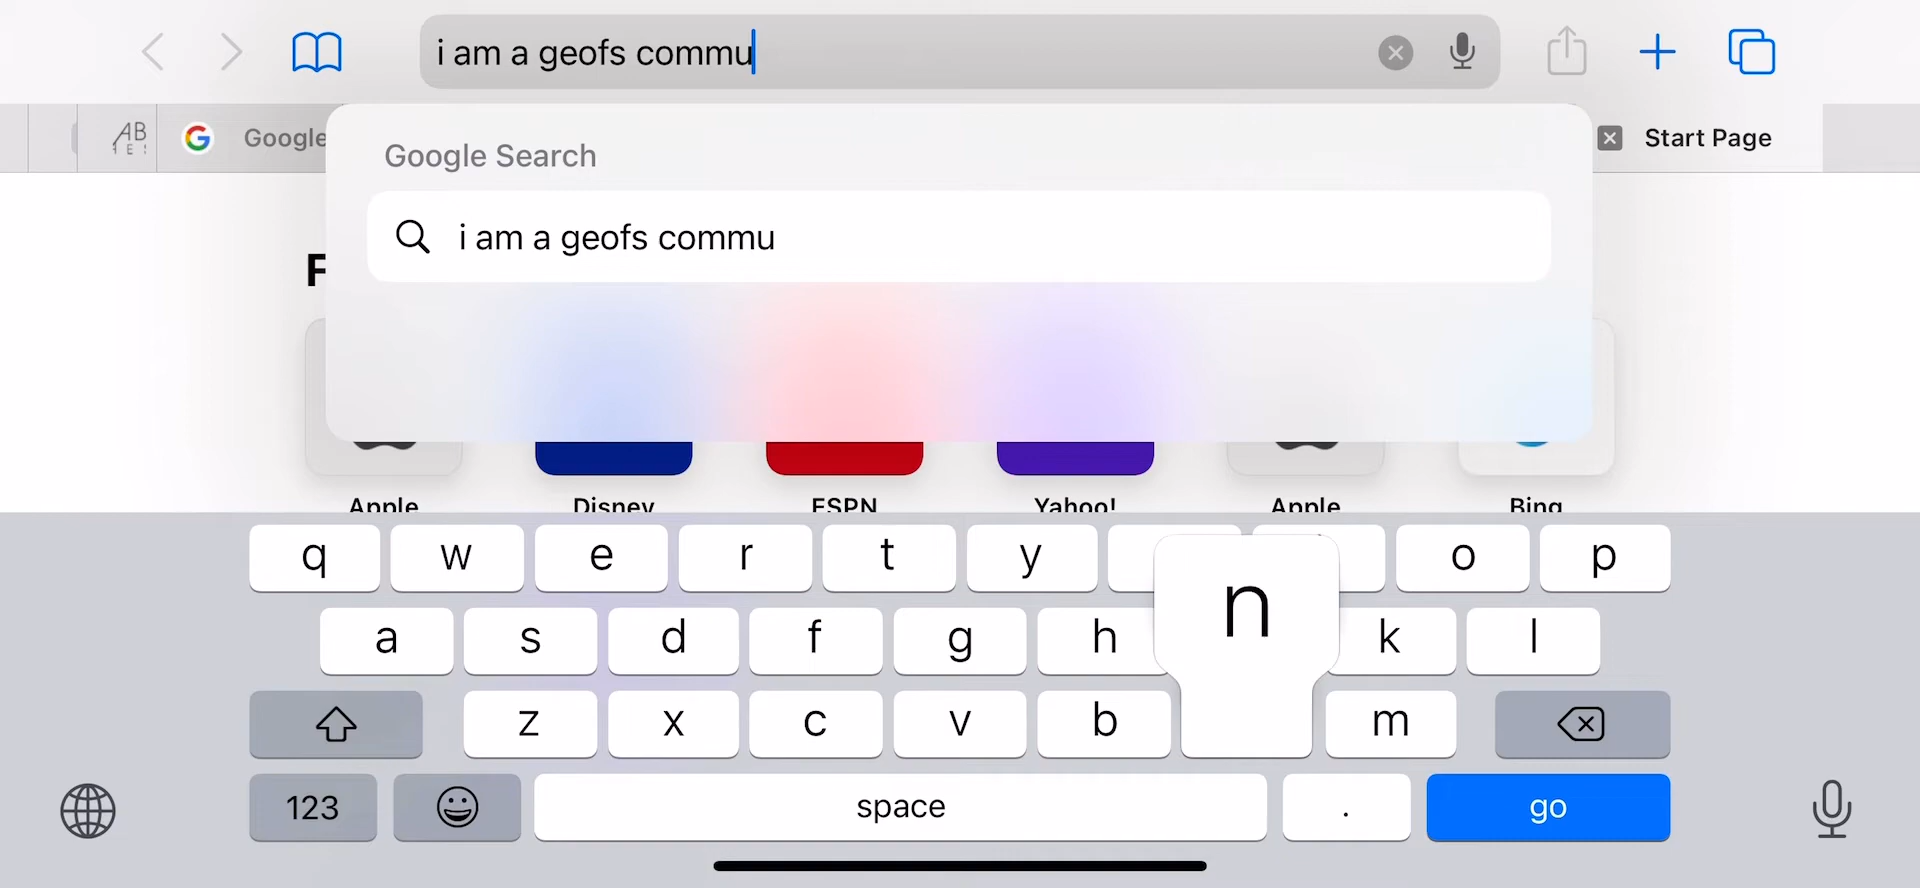 i am a geofs commu
AB
Google
Start Page
Google Search
i am a geofs commu
F
Apple
Disney
ESPN
Yahoo!
Apple
Bing
q w e r t y o p
a s d f g h k l
n
z x c v b m
123
space
.
go